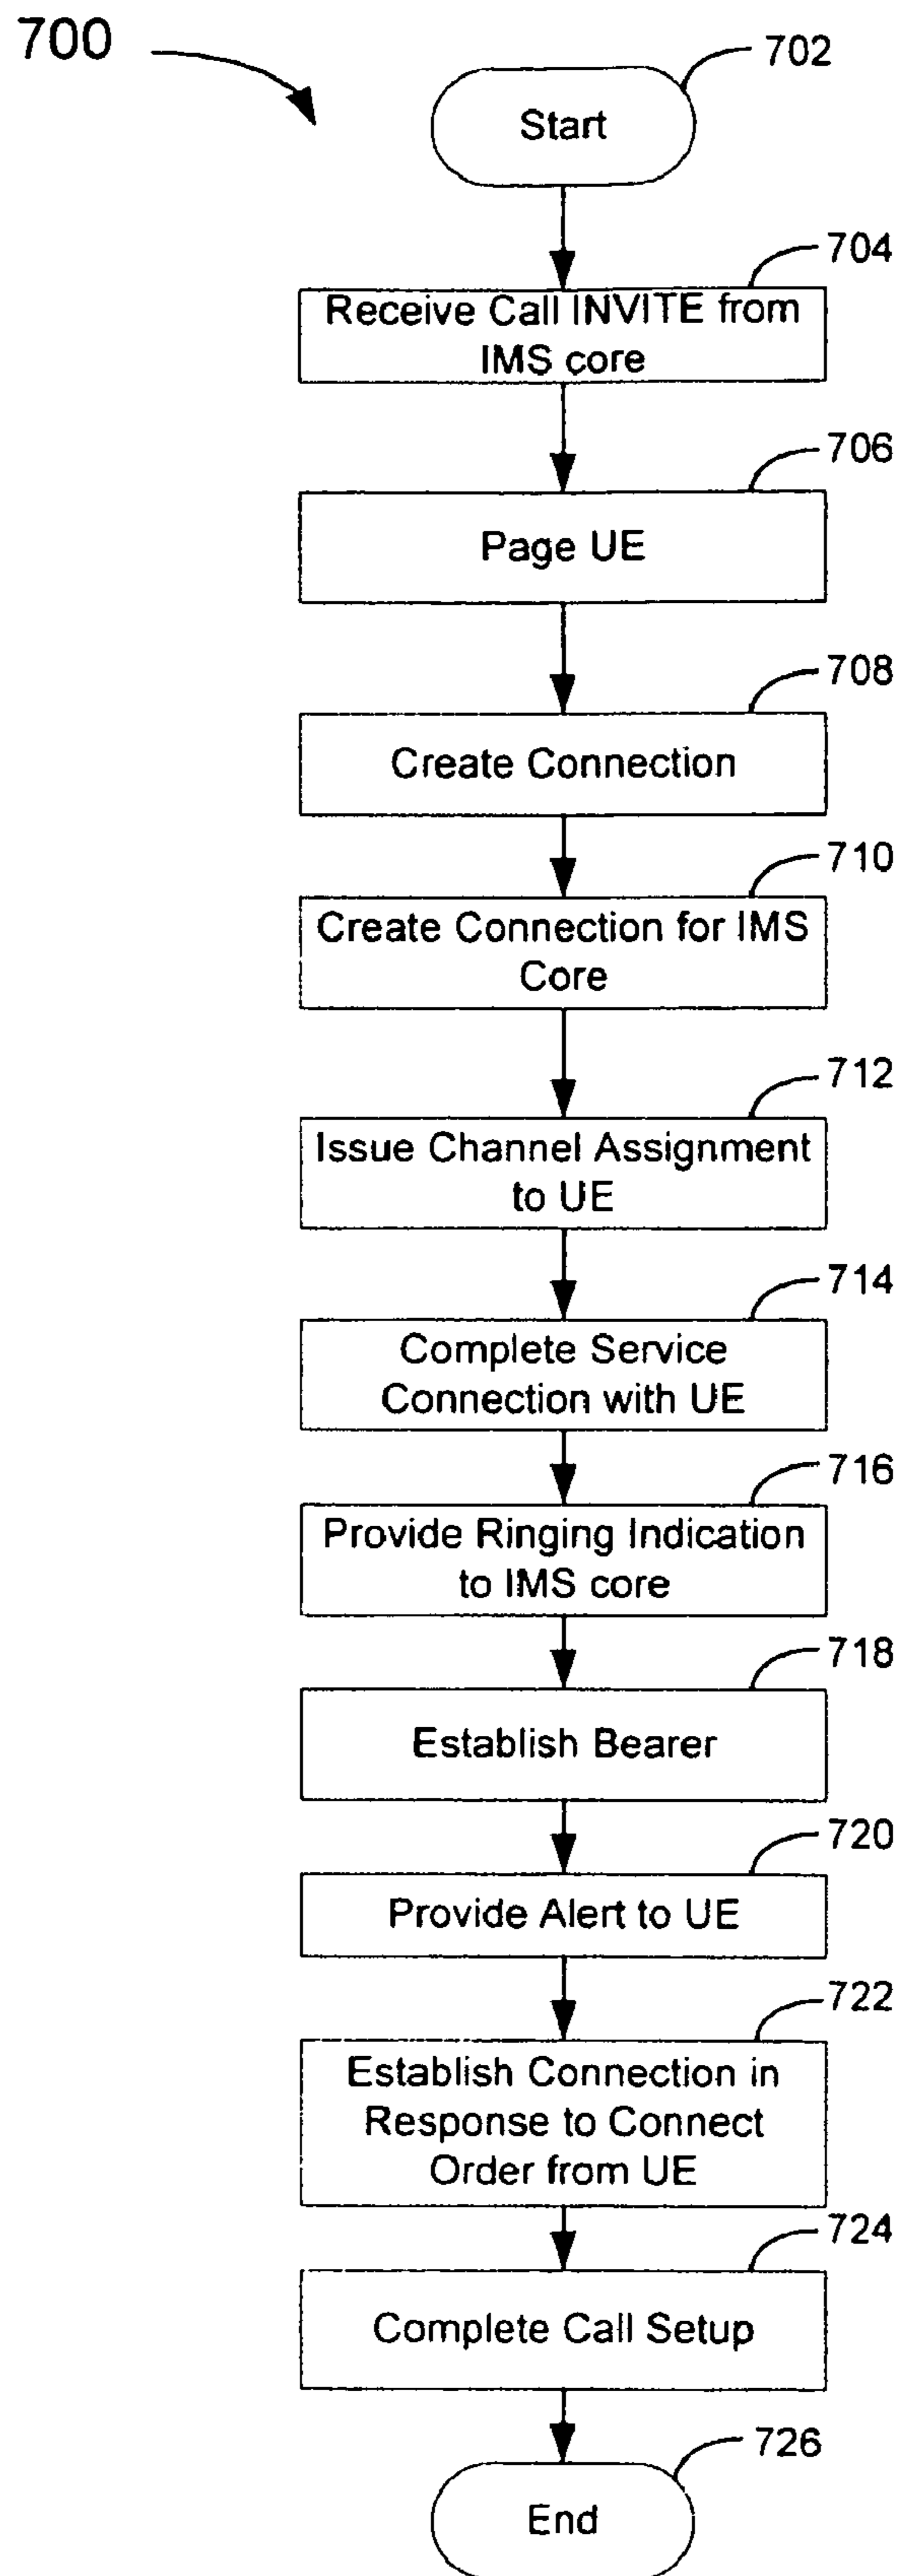 700
702
Start
704
Receive Call INVITE from
IMS core
706
Page UE
708
Create Connection
710
Create Connection for IMS
Core
712
Issue Channel Assignment
to UE
714
Complete Service
Connection with UE
716
Provide Ringing Indication
to IMS core
718
Establish Bearer
720
Provide Alert to UE
722
Establish Connection in
Response to Connect
Order from UE
724
Complete Call Setup
726
End